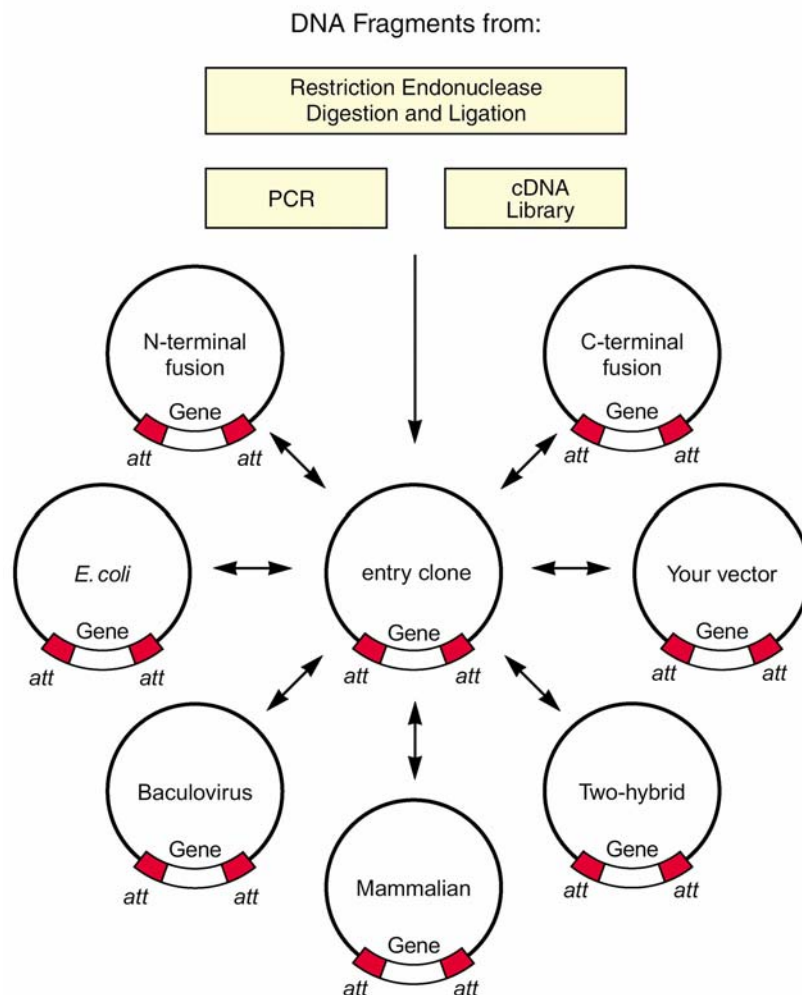 DNA Fragments from:
Restriction Endonuclease
Digestion and Ligation
PCR
cDNA
Library
N-terminal
fusion
Gene
att
att
C-terminal
fusion
Gene
att
att
E. coli
Gene
att
att
entry clone
Gene
att
att
Your vector
Gene
att
att
Baculovirus
Gene
att
att
Mammalian
Gene
att
att
Two-hybrid
Gene
att
att